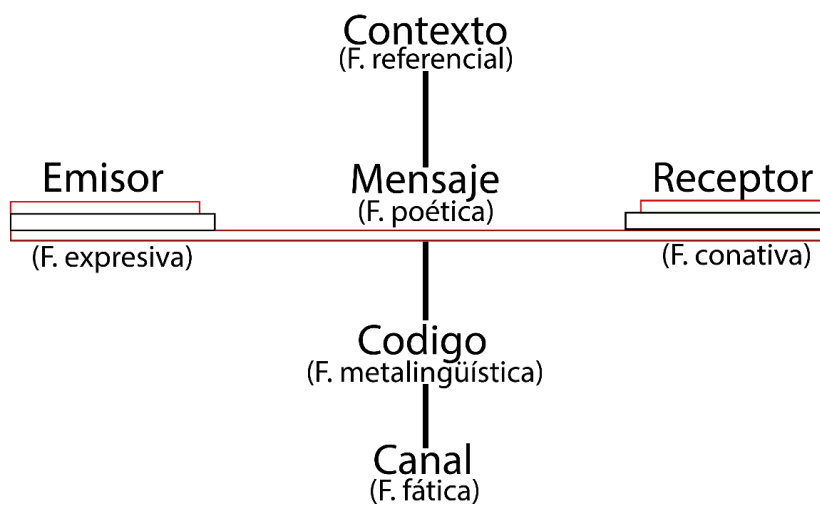 Contexto
(F. referencial)
Emisor
Mensaje
Receptor
(F. poética)
(F. expresiva)
(F. conativa)
Codigo
(F. metalingüística)
Canal
(F. fática)